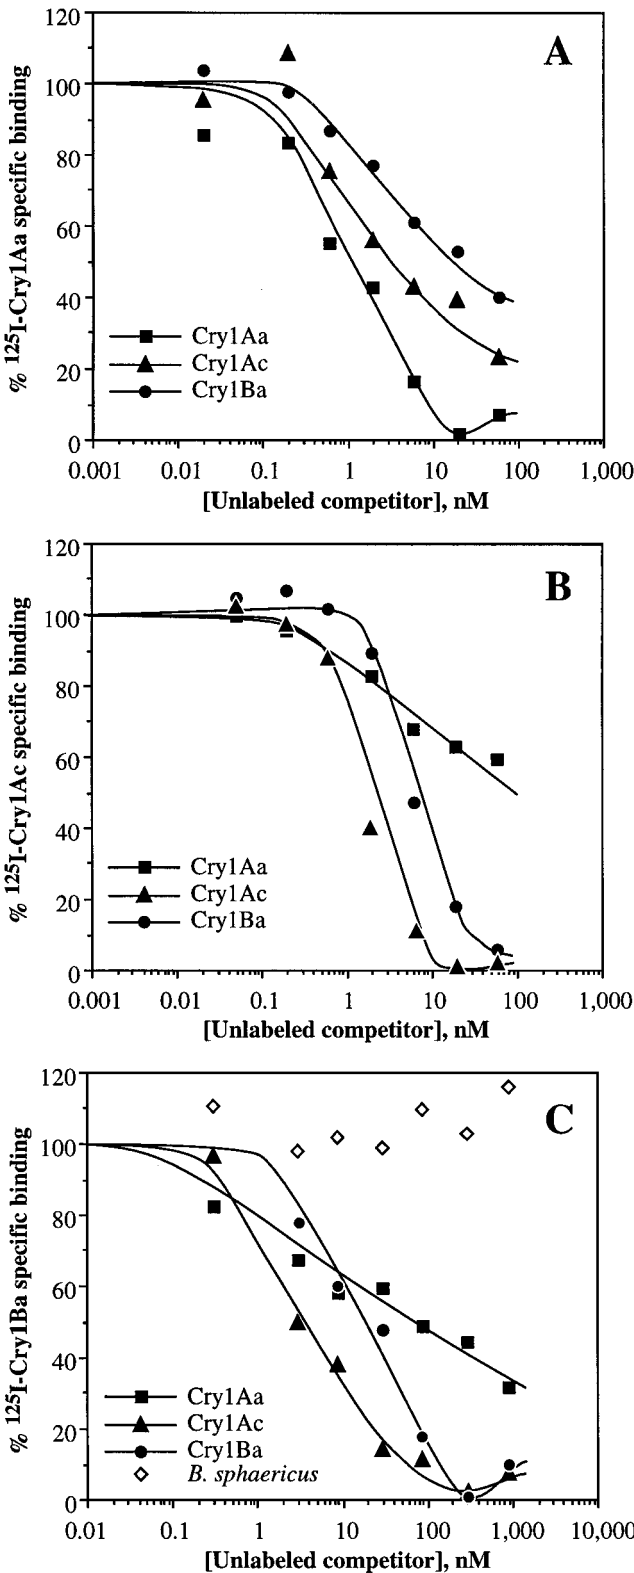 A
120
100
80
60
40
20
0
% 125I-Cry1Aa specific binding
Cry1Aa
Cry1Ac
Cry1Ba
0.001 0.01 0.1 1 10 100 1,000
[Unlabeled competitor], nM
B
120
100
80
60
40
20
0
% 125I-Cry1Ac specific binding
Cry1Aa
Cry1Ac
Cry1Ba
0.001 0.01 0.1 1 10 100 1,000
[Unlabeled competitor], nM
C
120
100
80
60
40
20
0
% 125I-Cry1Ba specific binding
Cry1Aa
Cry1Ac
Cry1Ba
B. sphaericus
0.01 0.1 1 10 100 1,000 10,000
[Unlabeled competitor], nM